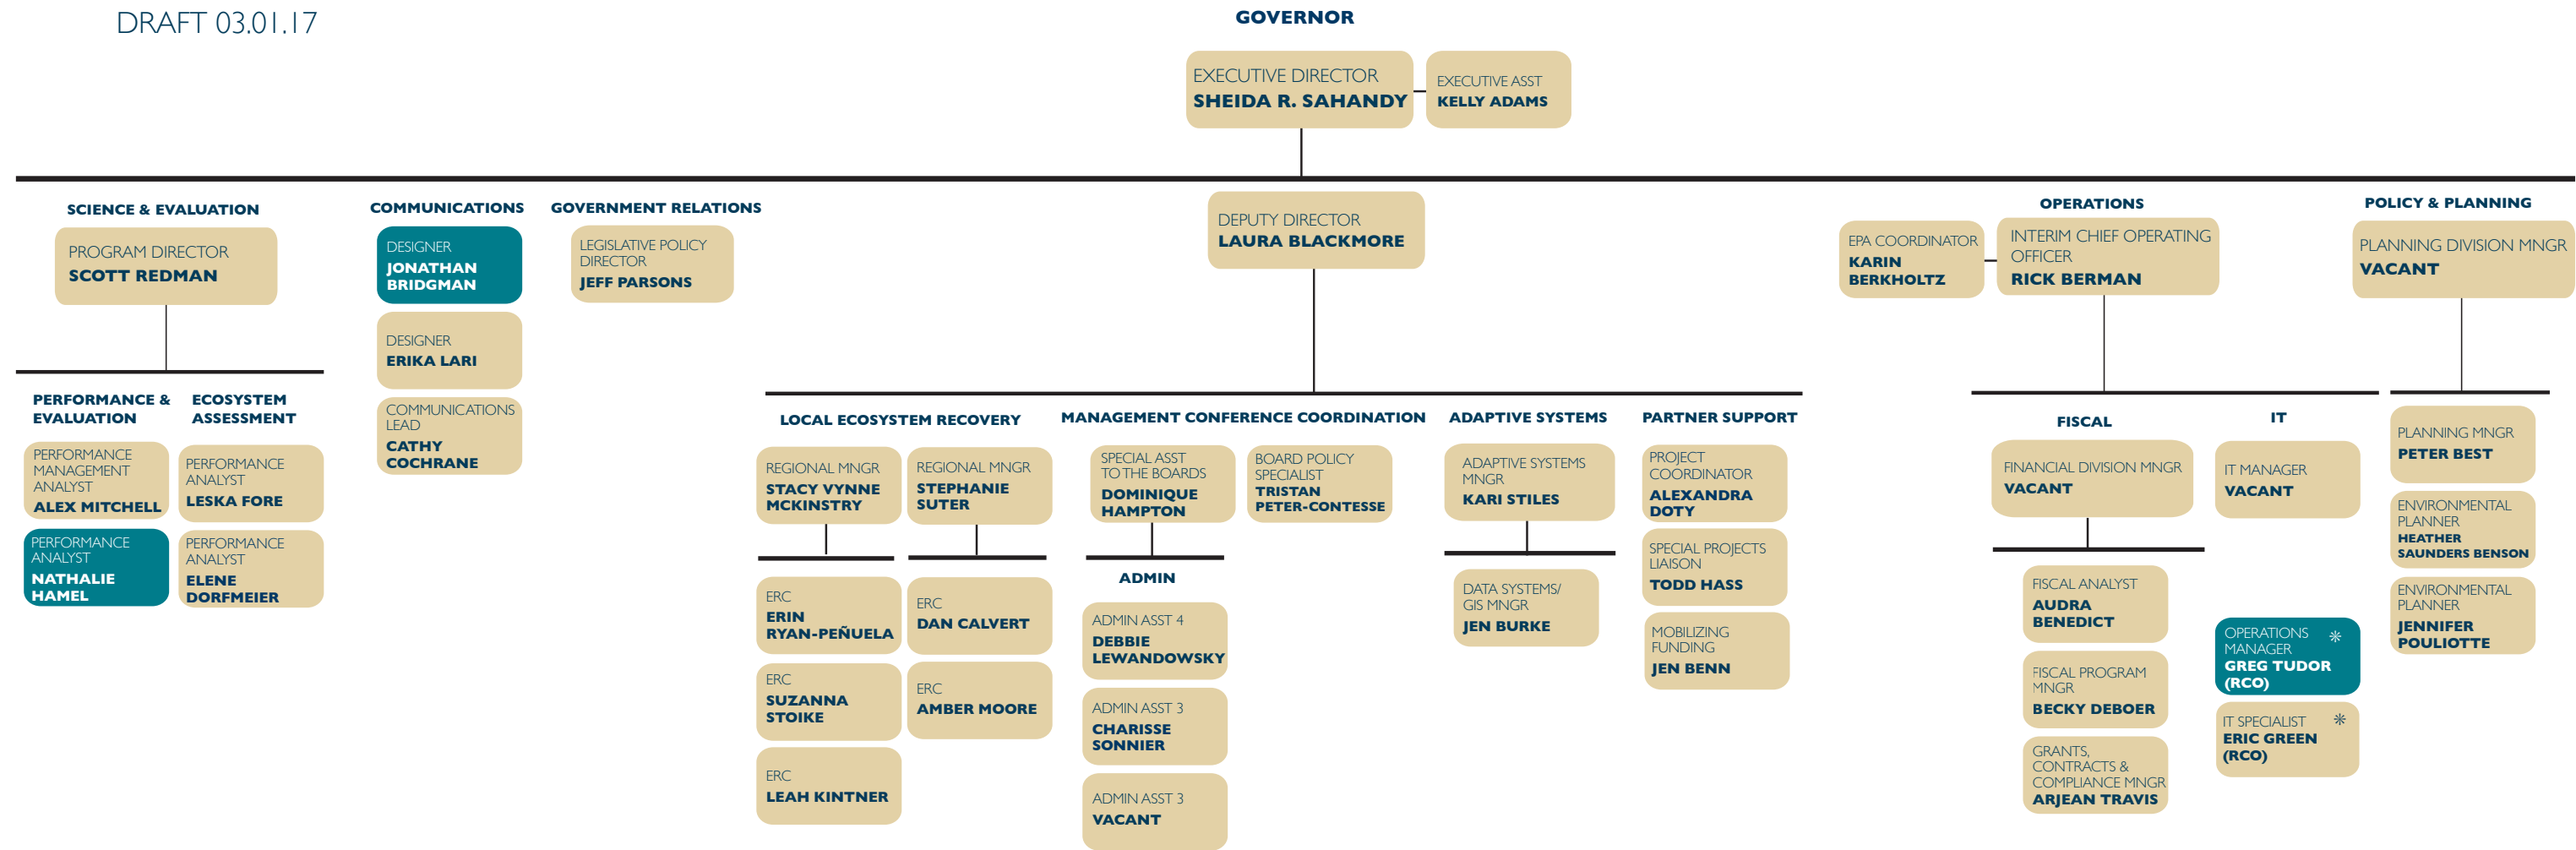 DRAFT 03.01.17
GOVERNOR
EXECUTIVE DIRECTOR
SHEIDA R. SAHANDY
EXECUTIVE ASST
KELLY ADAMS
SCIENCE & EVALUATION
PROGRAM DIRECTOR
SCOTT REDMAN
PERFORMANCE &
EVALUATION
PERFORMANCE
MANAGEMENT
ANALYST
ALEX MITCHELL
PERFORMANCE
ANALYST
NATHALIE
HAMEL
ECOSYSTEM
ASSESSMENT
PERFORMANCE
ANALYST
LESKA FORE
PERFORMANCE
ANALYST
ELENE
DORFMEIER
COMMUNICATIONS
DESIGNER
JONATHAN
BRIDGMAN
DESIGNER
ERIKA LARI
COMMUNICATIONS
LEAD
CATHY
COCHRANE
GOVERNMENT RELATIONS
LEGISLATIVE POLICY
DIRECTOR
JEFF PARSONS
DEPUTY DIRECTOR
LAURA BLACKMORE
LOCAL ECOSYSTEM RECOVERY
REGIONAL MNGR
STACY VYNNE
MCKINSTRY
ERC
ERIN
RYAN-PEÑUELA
ERC
SUZANNA
STOIKE
ERC
LEAH KINTNER
REGIONAL MNGR
STEPHANIE
SUTER
ERC
DAN CALVERT
ERC
AMBER MOORE
MANAGEMENT CONFERENCE COORDINATION
SPECIAL ASST
TO THE BOARDS
DOMINIQUE
HAMPTON
ADMIN
ADMIN ASST 4
DEBBIE
LEWANDOWSKY
ADMIN ASST 3
CHARISSE
SONNIER
ADMIN ASST 3
VACANT
BOARD POLICY
SPECIALIST
TRISTAN
PETER-CONTESSE
ADAPTIVE SYSTEMS
ADAPTIVE SYSTEMS
MNGR
KARI STILES
DATA SYSTEMS/
GIS MNGR
JEN BURKE
PARTNER SUPPORT
PROJECT
COORDINATOR
ALEXANDRA
DOTY
SPECIAL PROJECTS
LIAISON
TODD HASS
MOBILIZING
FUNDING
JEN BENN
OPERATIONS
EPA COORDINATOR
KARIN
BERKHOLTZ
INTERIM CHIEF OPERATING
OFFICER
RICK BERMAN
FISCAL
FINANCIAL DIVISION MNGR
VACANT
FISCAL ANALYST
AUDRA
BENEDICT
FISCAL PROGRAM
MNGR
BECKY DEBOER
GRANTS,
CONTRACTS &
COMPLIANCE MNGR
ARJEAN TRAVIS
IT
IT MANAGER
VACANT
OPERATIONS ✳
MANAGER
GREG TUDOR
(RCO)
IT SPECIALIST ✳
ERIC GREEN
(RCO)
POLICY & PLANNING
PLANNING DIVISION MNGR
VACANT
PLANNING MNGR
PETER BEST
ENVIRONMENTAL
PLANNER
HEATHER
SAUNDERS BENSON
ENVIRONMENTAL
PLANNER
JENNIFER
POULIOTTE